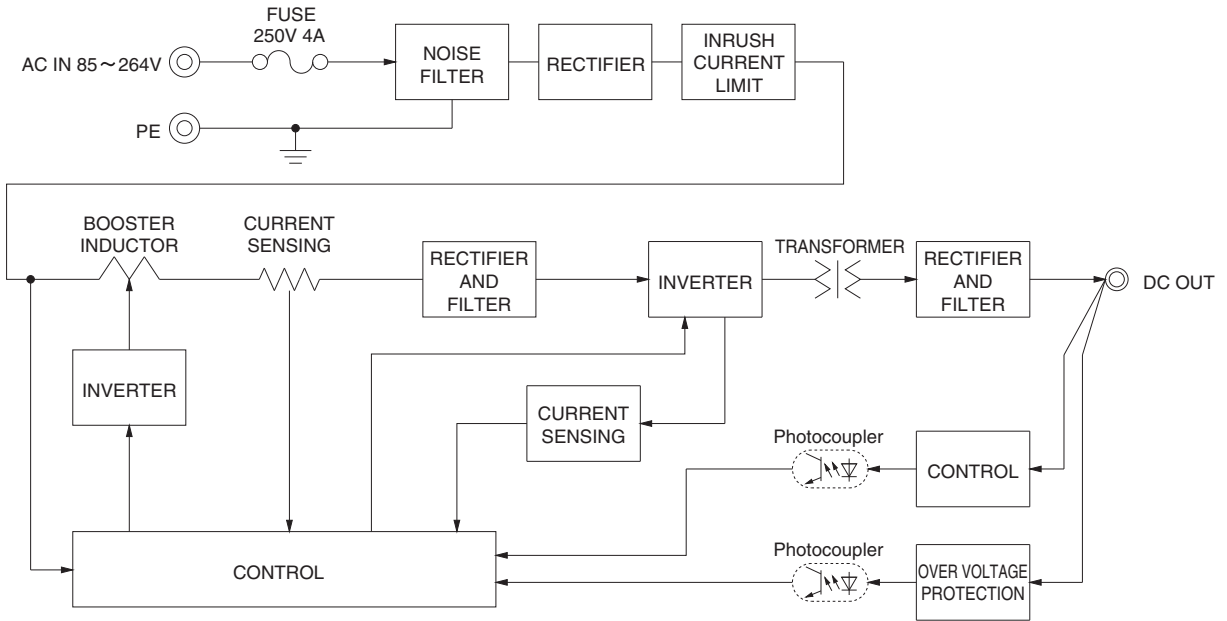 FUSE
250V 4A
AC IN 85～264V
NOISE
FILTER
RECTIFIER
INRUSH
CURRENT
LIMIT
PE
BOOSTER
INDUCTOR
CURRENT
SENSING
RECTIFIER
AND
FILTER
INVERTER
TRANSFORMER
RECTIFIER
AND
FILTER
DC OUT
INVERTER
CURRENT
SENSING
Photocoupler
CONTROL
CONTROL
Photocoupler
OVER VOLTAGE
PROTECTION